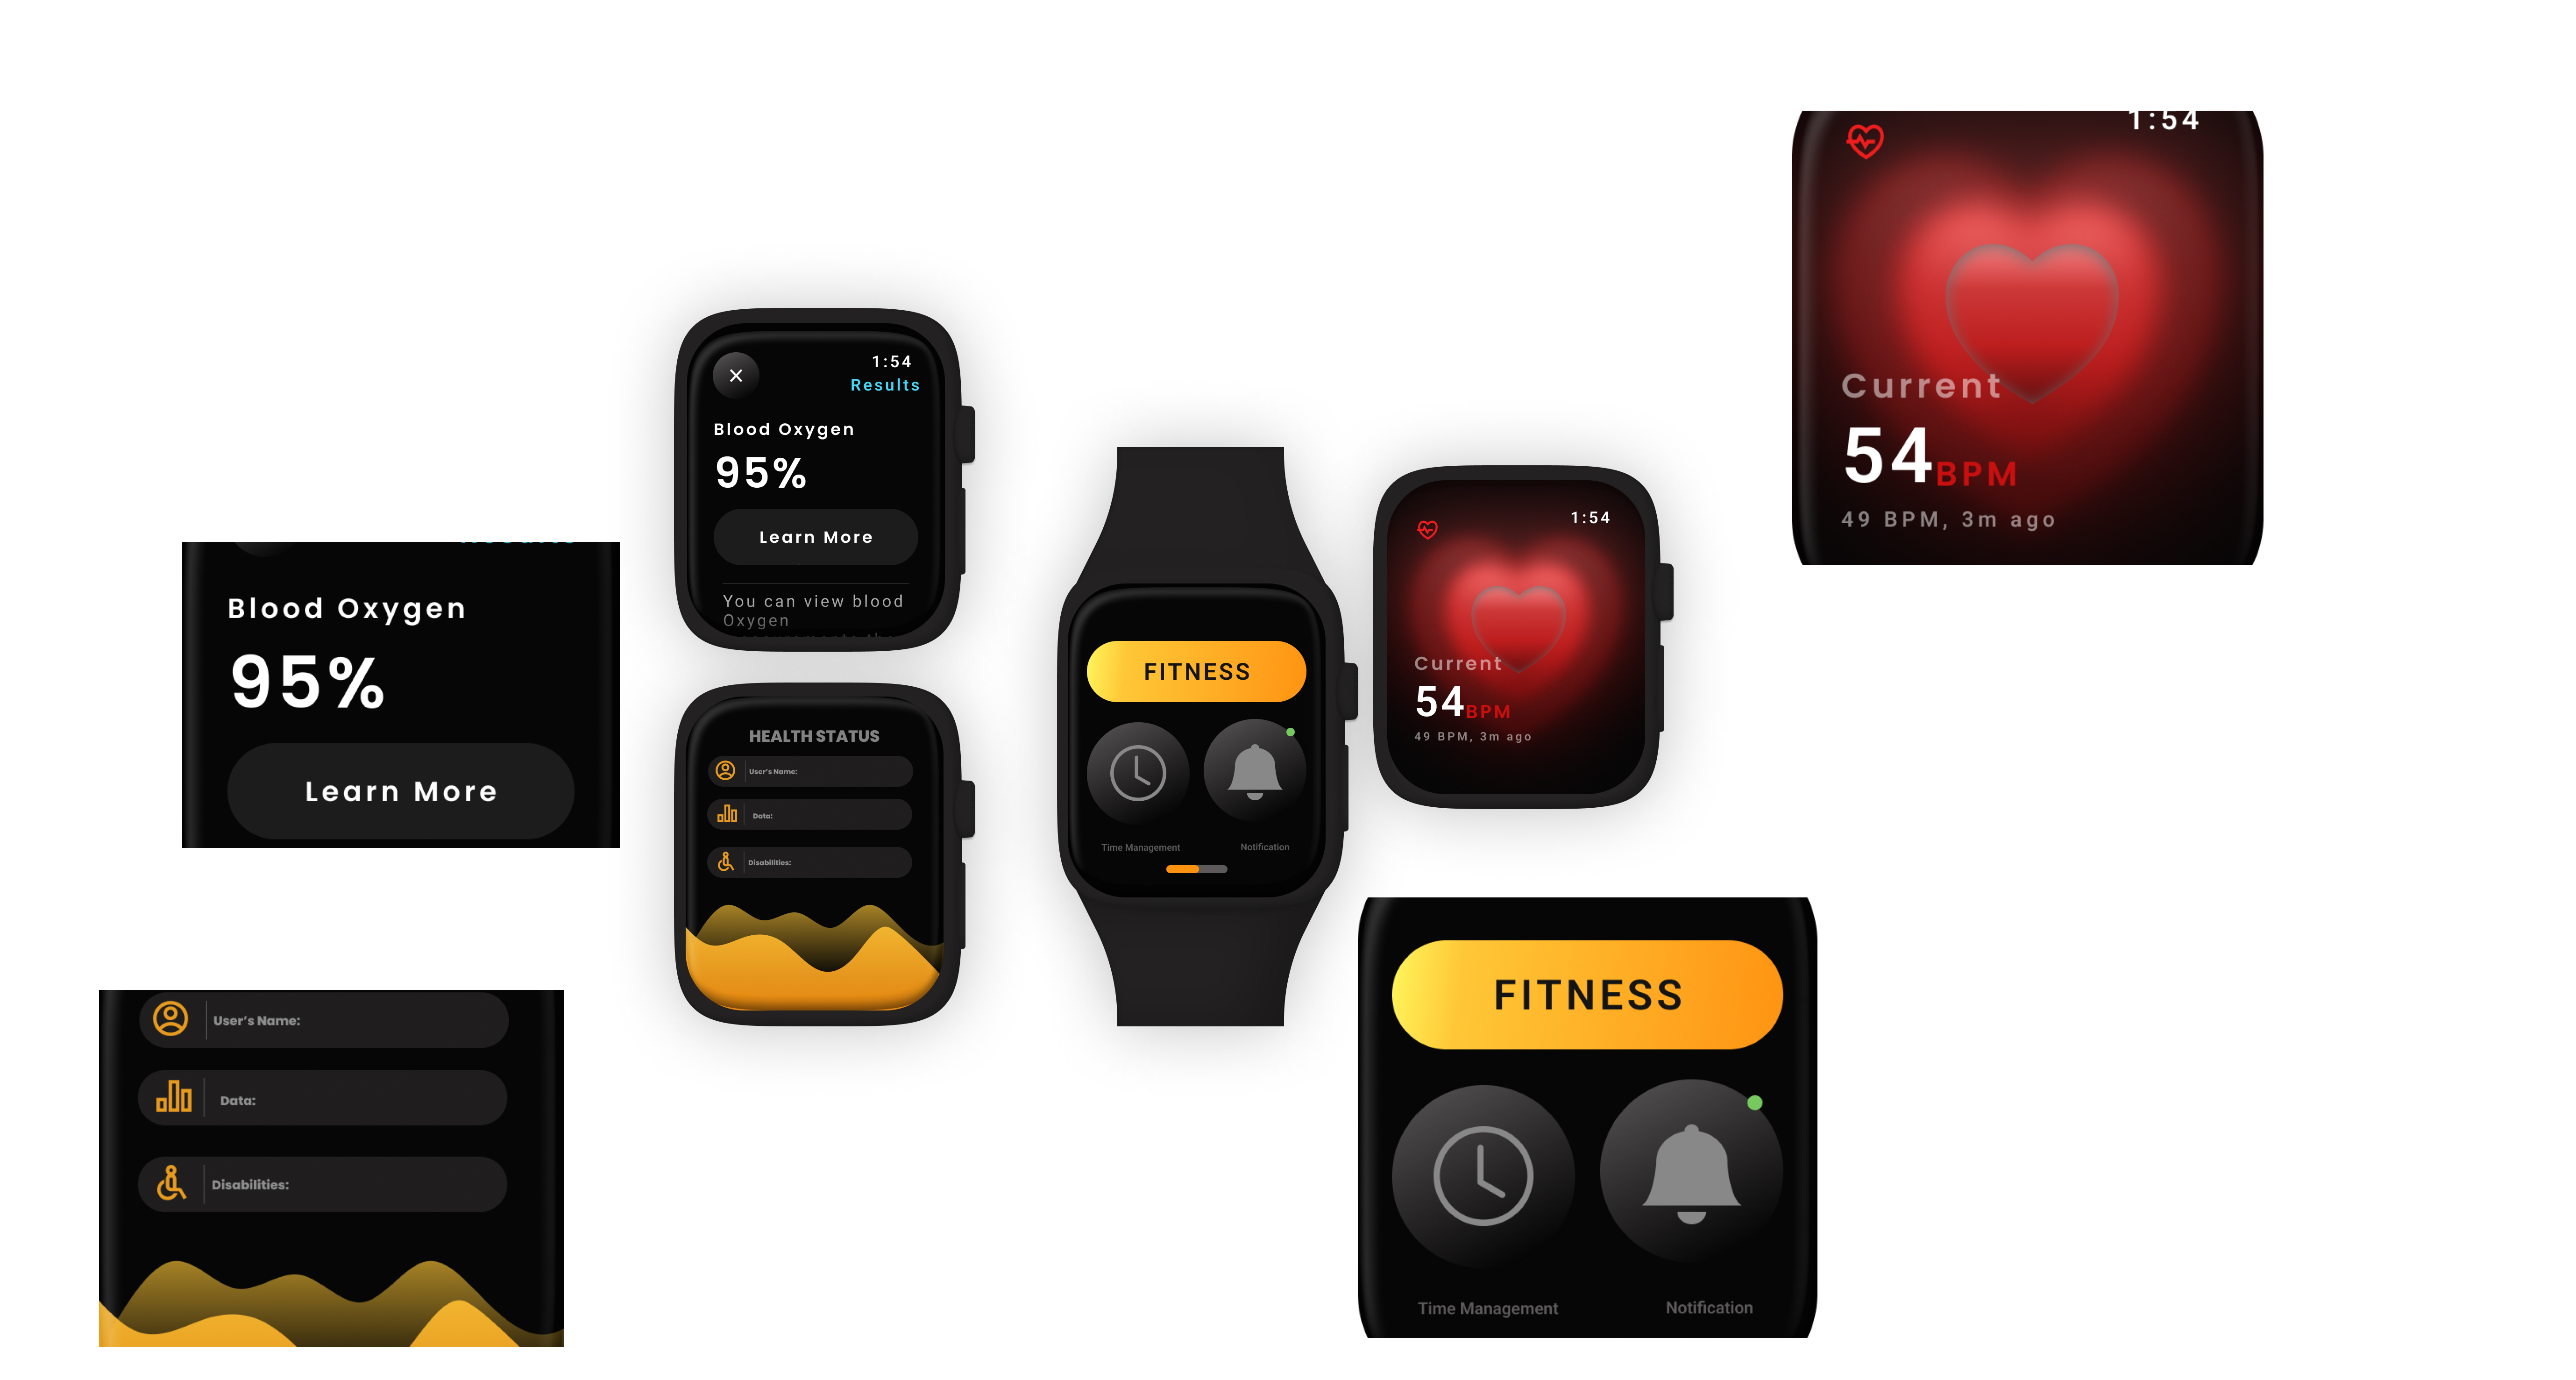 1:54
Results
Blood Oxygen
95%
Learn More
You can view blood
Oxygen
Blood Oxygen
95%
Learn More
HEALTH STATUS
User's Name:
Data:
Disabilities:
User's Name:
Data:
Disabilities:
FITNESS
Time Management
Notification
1:54
Current
54BPM
49 BPM, 3m ago
1:54
Current
54BPM
49 BPM, 3m ago
FITNESS
Time Management
Notification